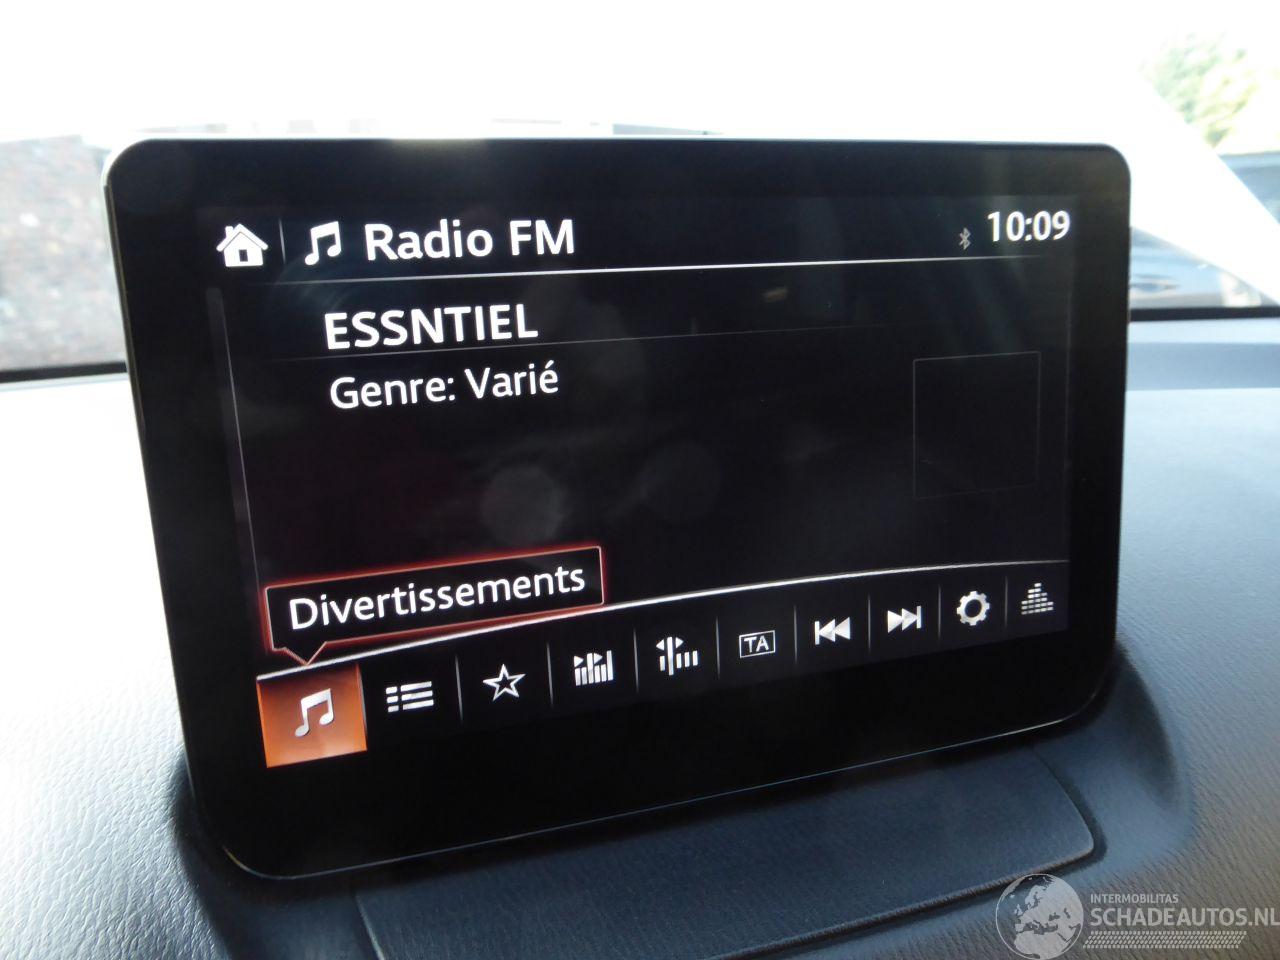 Radio FM
10:09
ESSNTIEL
Genre: Varié
Divertissements
TA
INTERMOBILITAS
SCHADEAUTOS.NL